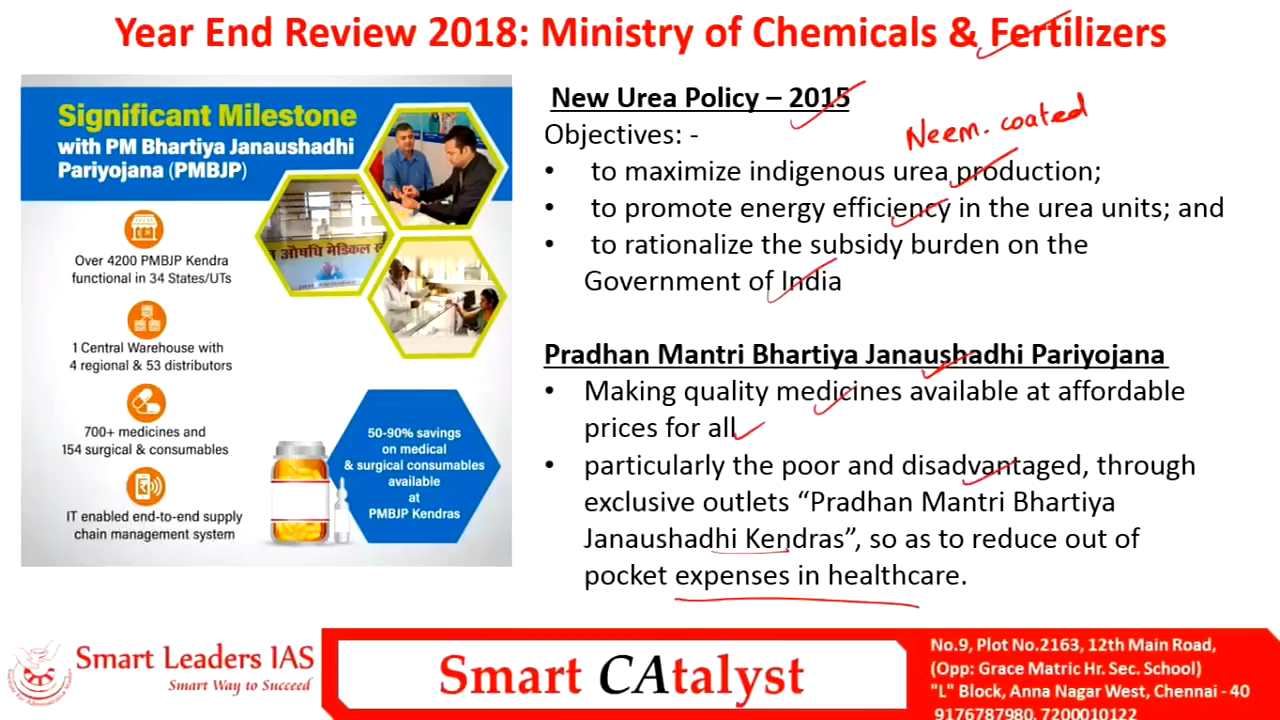 Year End Review 2018: Ministry of Chemicals & Fertilizers
Significant Milestone
with PM Bhartiya Janaushadhi
Pariyojana (PMBJP)
Over 4200 PMBJP Kendra
functional in 34 States/UTs
1 Central Warehouse with
4 regional & 53 distributors
700+ medicines and
154 surgical & consumables
IT enabled end-to-end supply
chain management system
औषधि मेडिकल
50-90% savings
on medical
& surgical consumables
available
at
PMBJP Kendras
New Urea Policy – 2015
Objectives: -
Neem. coated
• to maximize indigenous urea production;
• to promote energy efficiency in the urea units; and
• to rationalize the subsidy burden on the
Government of India
Pradhan Mantri Bhartiya Janaushadhi Pariyojana
• Making quality medicines available at affordable
prices for all
• particularly the poor and disadvantaged, through
exclusive outlets “Pradhan Mantri Bhartiya
Janaushadhi Kendras”, so as to reduce out of
pocket expenses in healthcare.
Smart Leaders IAS
Smart Way to Succeed
Smart CAtalyst
No.9, Plot No.2163, 12th Main Road,
(Opp: Grace Matric Hr. Sec. School)
"L" Block, Anna Nagar West, Chennai - 40
9176787980, 7200010122